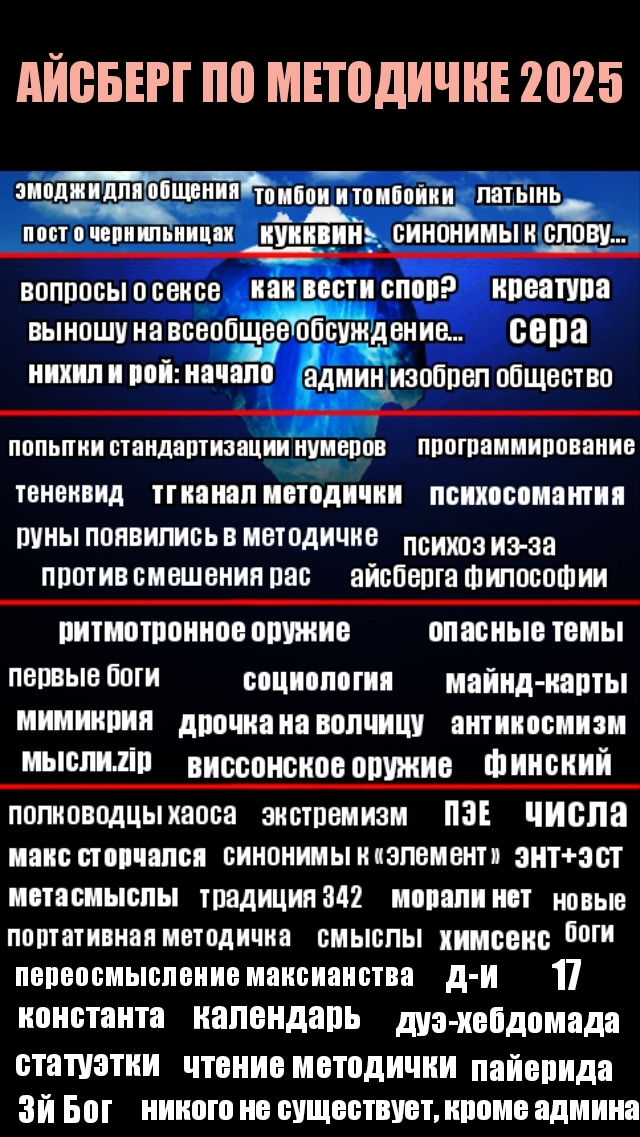 АЙСБЕРГ ПО МЕТОДИЧКЕ 2025
эмоджи для общения томбои и томбойки латынь
пост о чернильницах кукквин синонимы к слову...
вопросы о сексе как вести спор? креатура
выношу на всеобщее обсуждение... сера
нихил и рой: начало админ изобрел общество
попытки стандартизации нумеров программирование
тенеквид тг канал методички психосомантия
руны появились в методичке психоз из-за
против смешения рас айсберга философии
ритмотронное оружие опасные темы
первые боги социология майнд-карты
мимикрия дрочка на волчицу антикосмизм
мысли.zip виссонское оружие финский
полководцы хаоса экстремизм ПЭЕ числа
макс сторчался синонимы к «элемент» энт+эст
метасмыслы традиция 342 морали нет новые
портативная методичка смыслы химсекс боги
переосмысление максианства д-и 17
константа календарь дуэ-хебдомада
статуэтки чтение методички пайерида
3й Бог никого не существует, кроме админа